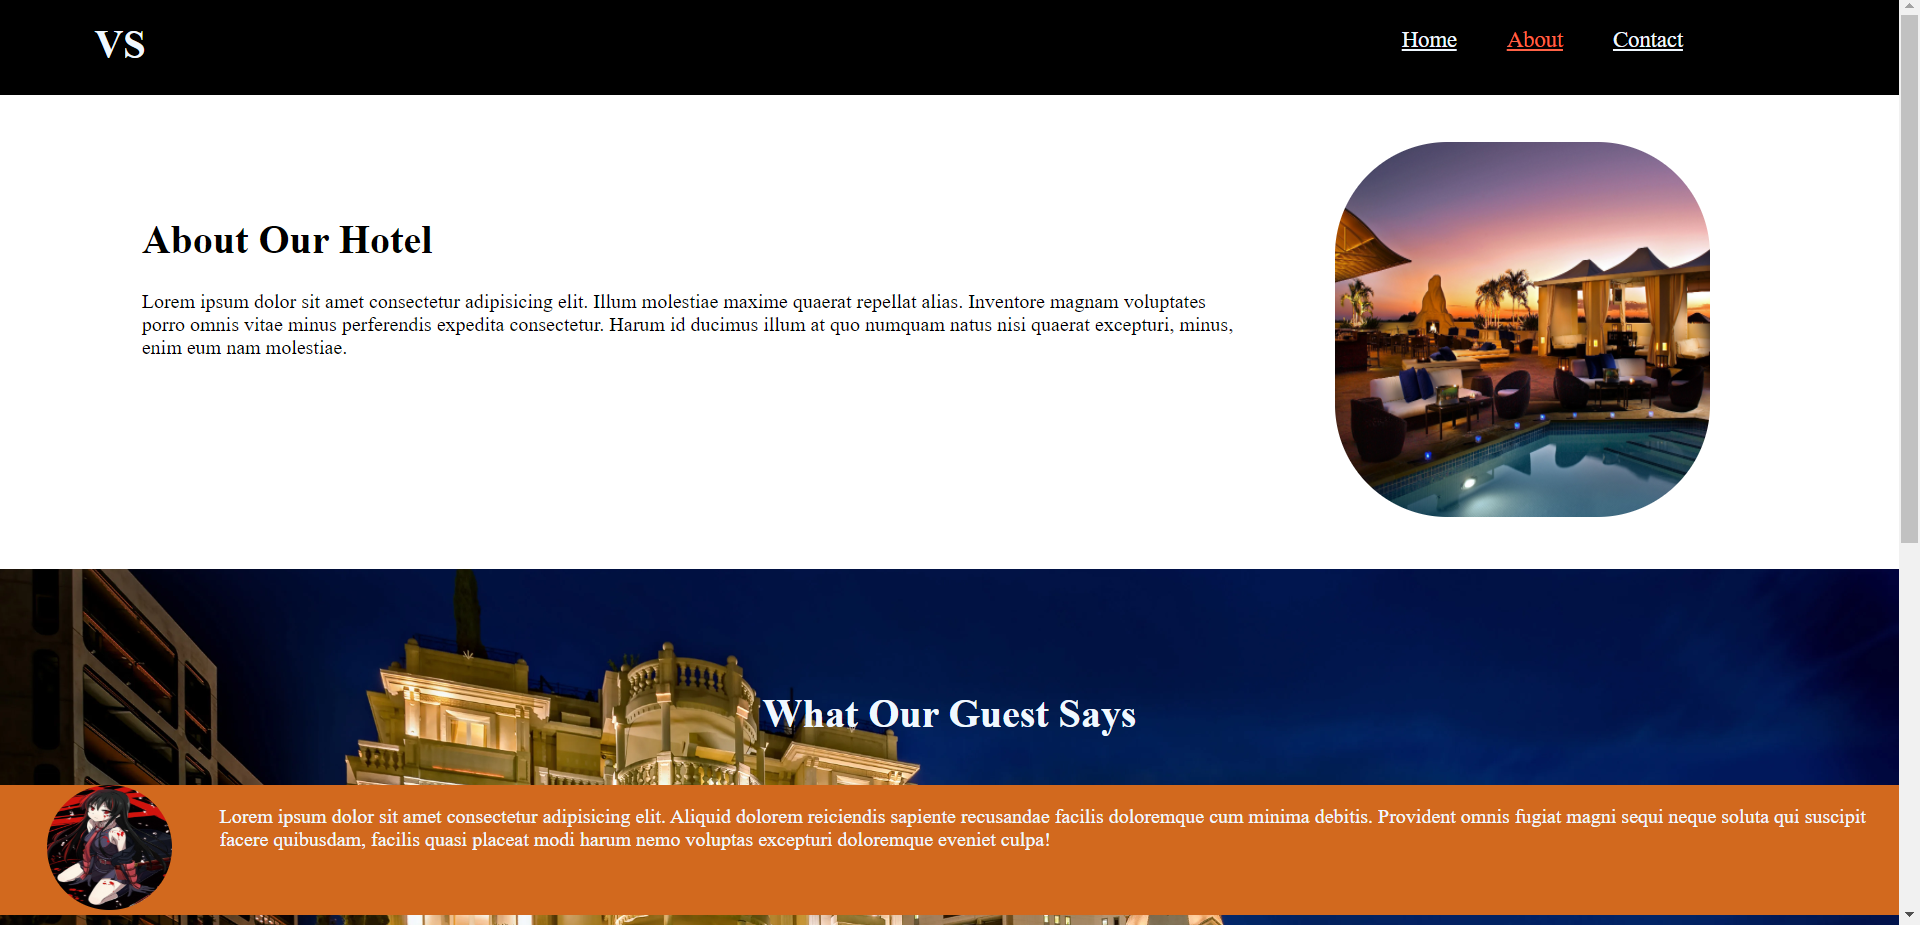 VS
Home About Contact
About Our Hotel
Lorem ipsum dolor sit amet consectetur adipisicing elit. Illum molestiae maxime quaerat repellat alias. Inventore magnam voluptates
porro omnis vitae minus perferendis expedita consectetur. Harum id ducimus illum at quo numquam natus nisi quaerat excepturi, minus,
enim eum nam molestiae.
What Our Guest Says
Lorem ipsum dolor sit amet consectetur adipisicing elit. Aliquid dolorem reiciendis sapiente recusandae facilis doloremque cum minima debitis. Provident omnis fugiat magni sequi neque soluta qui suscipit
facere quibusdam, facilis quasi placeat modi harum nemo voluptas excepturi doloremque eveniet culpa!